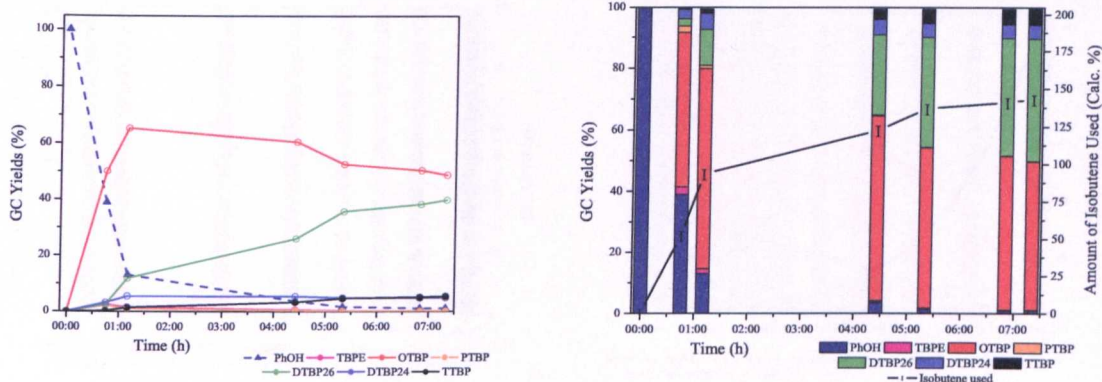 100
80
60
40
20
0
GC Yields (%)
00:00 01:00 02:00 03:00 04:00 05:00 06:00 07:00
Time (h)
PhOH TBPE OTBP PTBP
DTBP26 DTBP24 TTBP
100
80
60
40
20
0
GC Yields (%)
200
175
150
125
100
75
50
25
0
Amount of Isobutene Used (Calc. %)
00:00 01:00 02:00 03:00 04:00 05:00 06:00 07:00
Time (h)
PhOH TBPE OTBP PTBP
DTBP26 DTBP24 TTBP
Isobutene used